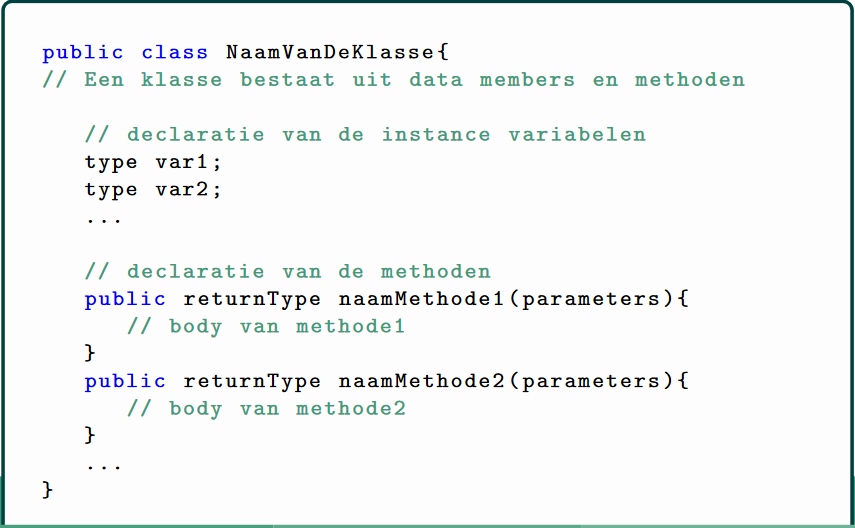 public class NaamVanDeKlasse{
// Een klasse bestaat uit data members en methoden
// declaratie van de instance variabelen
type var1;
type var2;
...
// declaratie van de methoden
public returnType naamMethode1(parameters){
// body van methode1
}
public returnType naamMethode2(parameters){
// body van methode2
}
...
}